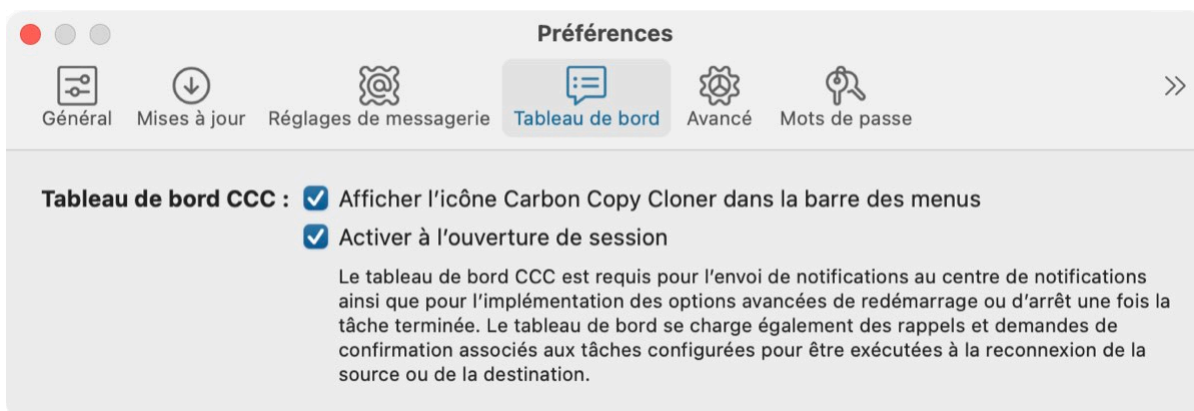 Préférences
Général
Mises à jour
Réglages de messagerie
Tableau de bord
Avancé
Mots de passe
Tableau de bord CCC : Afficher l'icône Carbon Copy Cloner dans la barre des menus
Activer à l'ouverture de session
Le tableau de bord CCC est requis pour l'envoi de notifications au centre de notifications
ainsi que pour l'implémentation des options avancées de redémarrage ou d'arrêt une fois la
tâche terminée. Le tableau de bord se charge également des rappels et demandes de
confirmation associés aux tâches configurées pour être exécutées à la reconnexion de la
source ou de la destination.